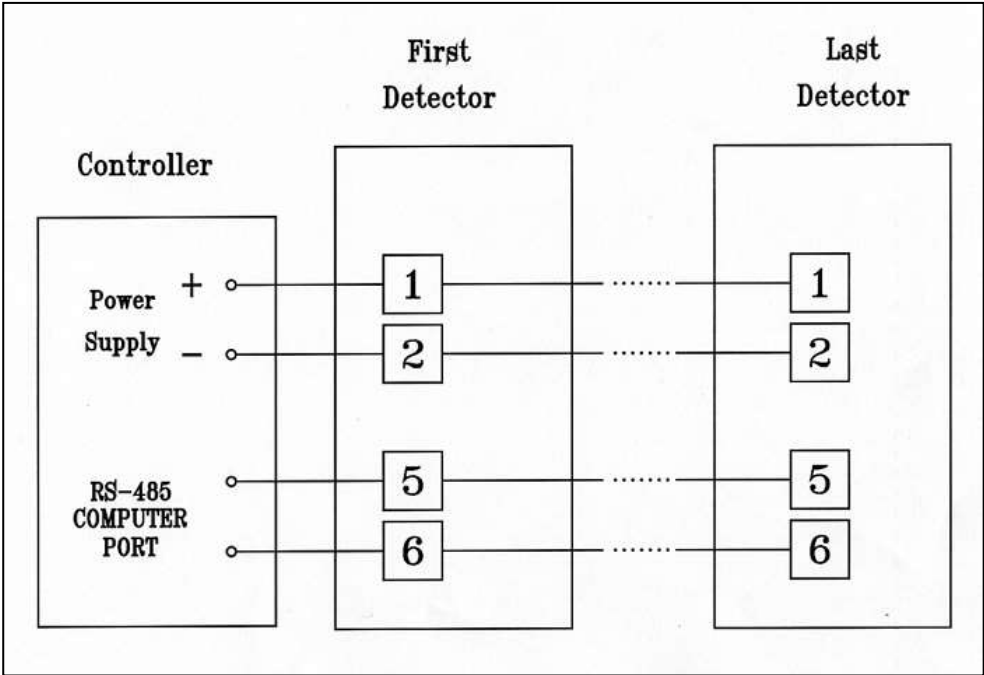 First
Detector
Last
Detector
Controller
Power
Supply
+
−
1
2
1
2
RS-485
COMPUTER
PORT
5
6
5
6